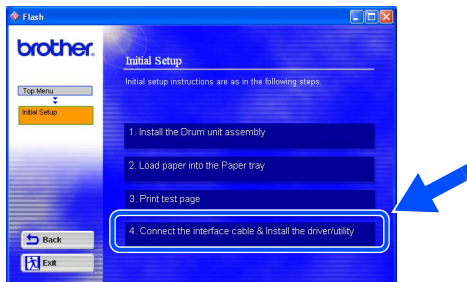 Flash
brother.
Initial Setup
Initial setup instructions are as in the following steps.
Top Menu
Initial Setup
1. Install the Drum unit assembly
2. Load paper into the Paper tray
3. Print test page
4. Connect the interface cable & Install the driver/utility
Back
Exit